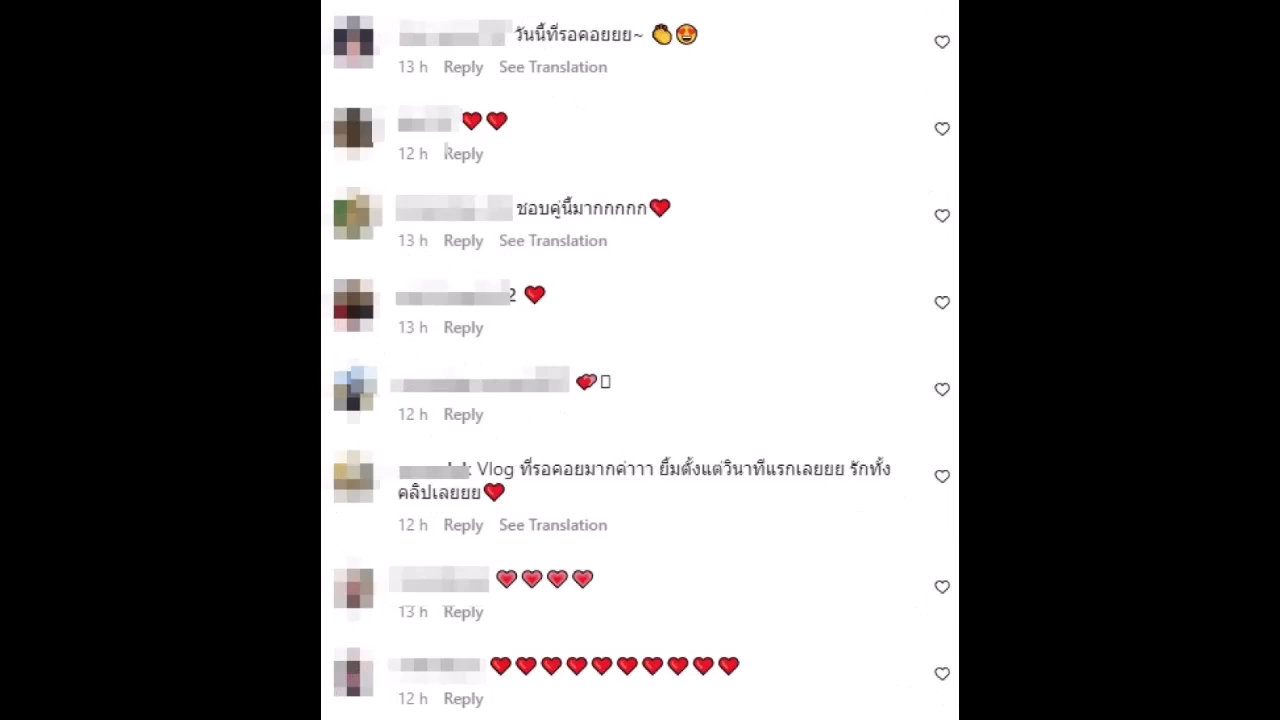 วันนี้ที่รอคอยยยย~ 👏😍
13 h Reply See Translation
❤️❤️
12 h Reply
ชอบคู่นี้มากกกกก❤️
13 h Reply See Translation
2 ❤️
13 h Reply
💕
12 h Reply
Vlog ที่รอคอยมากค่าาา ยิ้มตั้งแต่วินาทีแรกเลยยย รักทั้ง
คลิปเลยยย❤️
12 h Reply See Translation
💗💗💗💗
13 h Reply
❤️❤️❤️❤️❤️❤️❤️❤️❤️❤️
12 h Reply